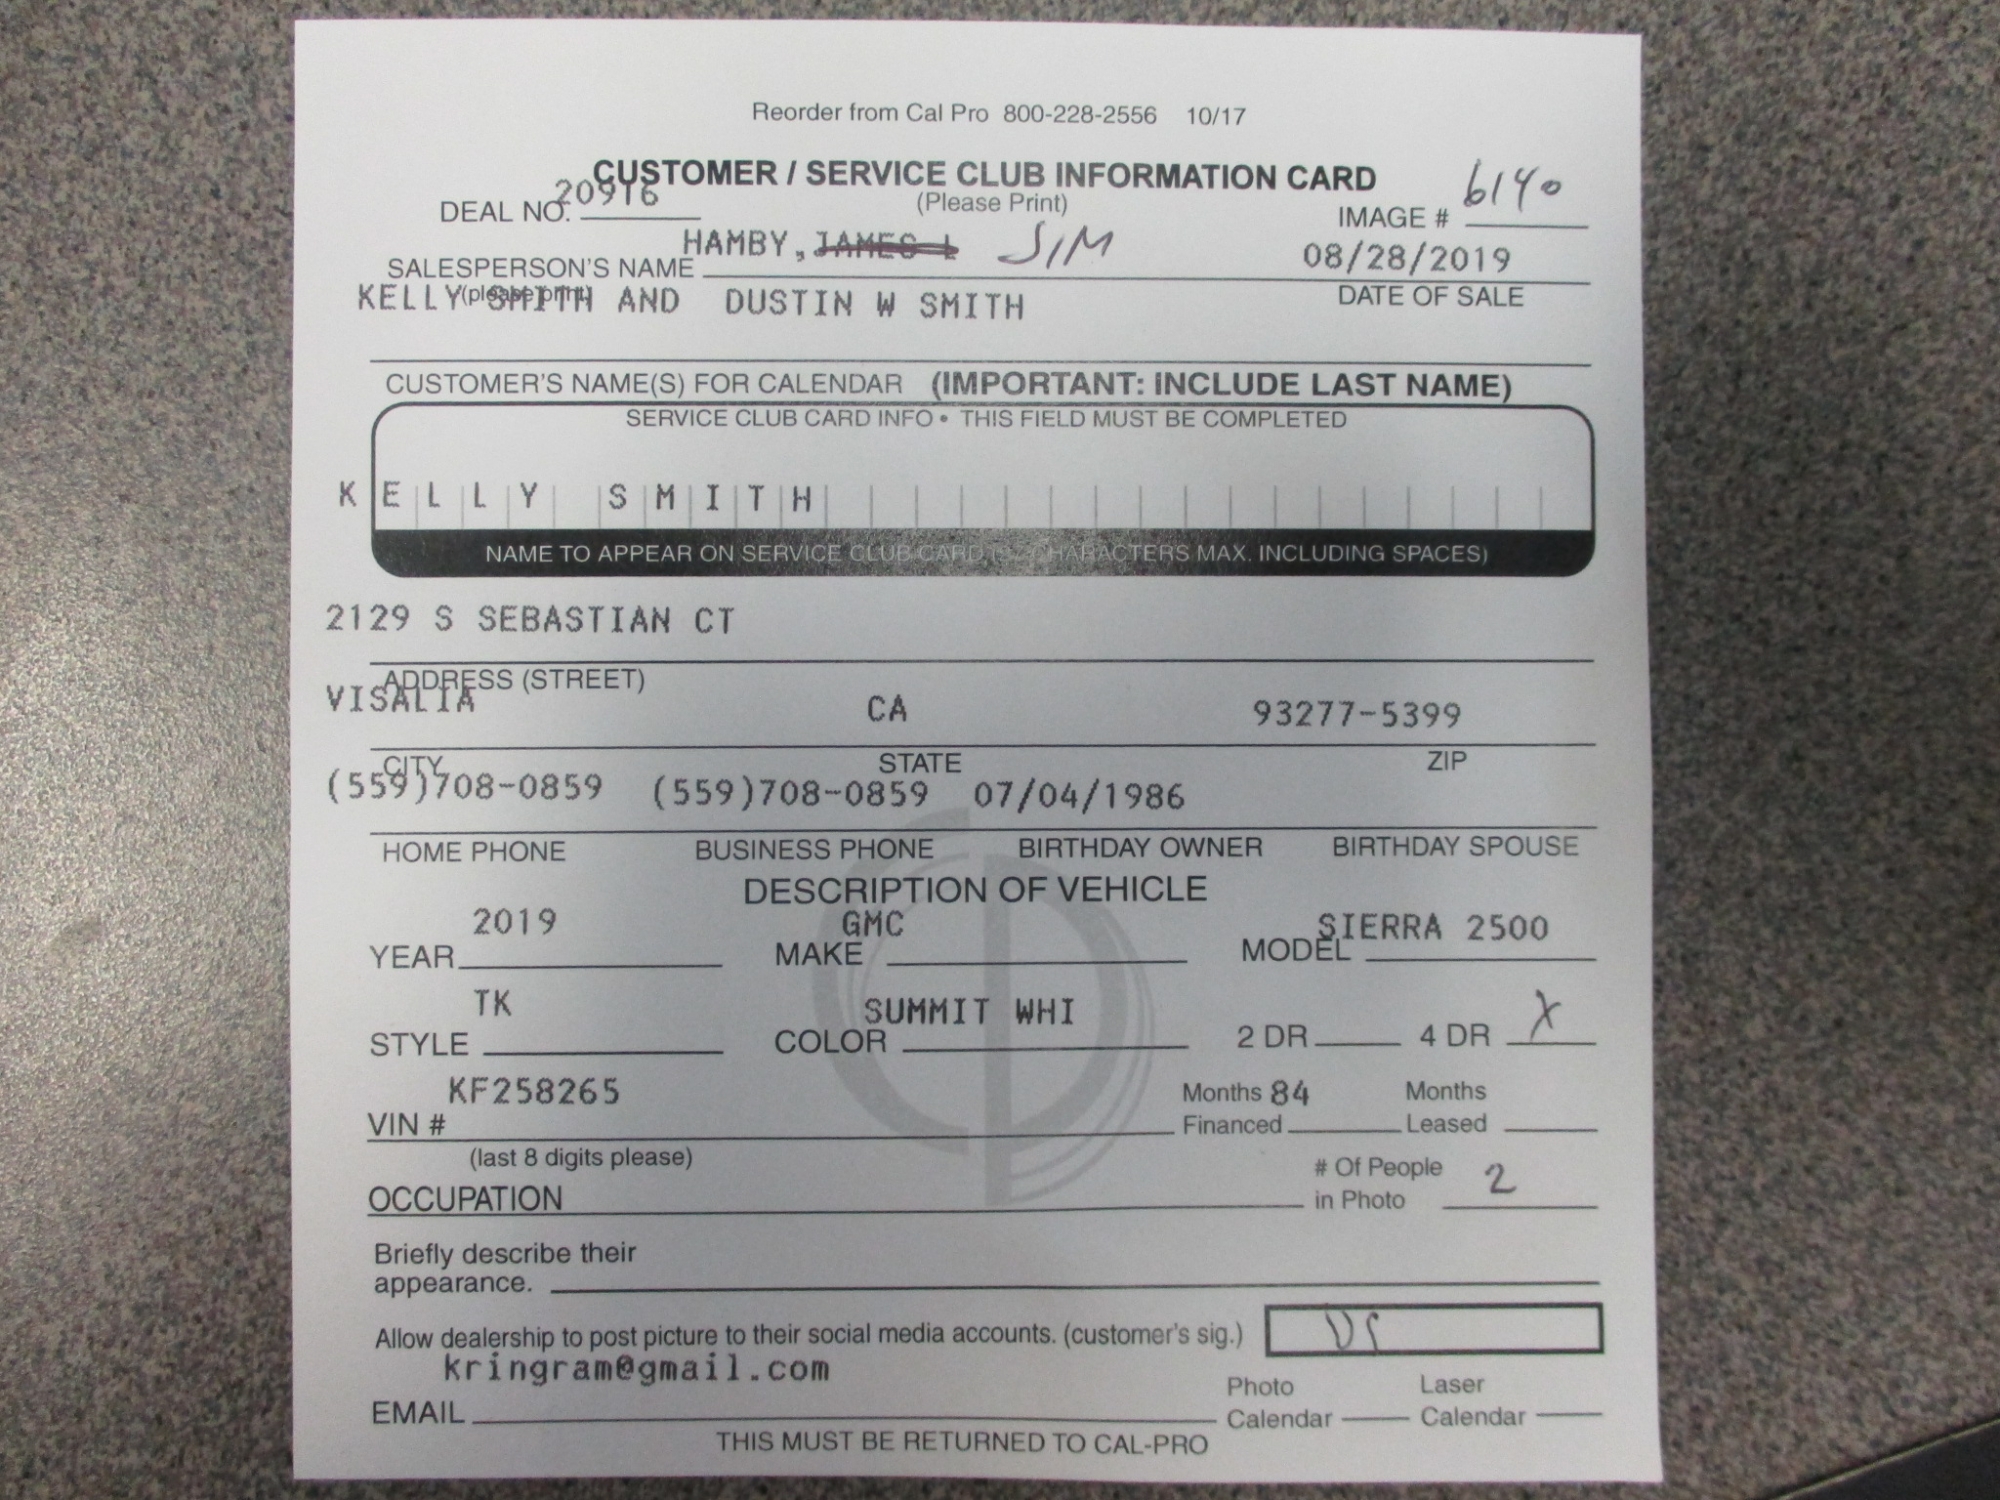 Reorder from Cal Pro 800-228-2556 10/17
CUSTOMER / SERVICE CLUB INFORMATION CARD
(Please Print)
DEAL NO. 20916
IMAGE # 6140
SALESPERSON'S NAME HAMBY, JAMES L JIM
(please print)
08/28/2019
DATE OF SALE
KELLY SMITH AND DUSTIN W SMITH
CUSTOMER'S NAME(S) FOR CALENDAR (IMPORTANT: INCLUDE LAST NAME)
SERVICE CLUB CARD INFO • THIS FIELD MUST BE COMPLETED
KELLY SMITH
NAME TO APPEAR ON SERVICE CLUB CARD CHARACTERS MAX. INCLUDING SPACES)
2129 S SEBASTIAN CT
ADDRESS (STREET)
VISALIA CA 93277-5399
CITY STATE ZIP
(559)708-0859 (559)708-0859 07/04/1986
HOME PHONE BUSINESS PHONE BIRTHDAY OWNER BIRTHDAY SPOUSE
DESCRIPTION OF VEHICLE
YEAR 2019 MAKE GMC MODEL SIERRA 2500
STYLE TK COLOR SUMMIT WHI 2 DR 4 DR X
VIN # KF258265 Months Financed 84 Months Leased
(last 8 digits please)
OCCUPATION # Of People in Photo 2
Briefly describe their
appearance.
Allow dealership to post picture to their social media accounts. (customer's sig.) DS
EMAIL kringram@gmail.com Photo Calendar Laser Calendar
THIS MUST BE RETURNED TO CAL-PRO